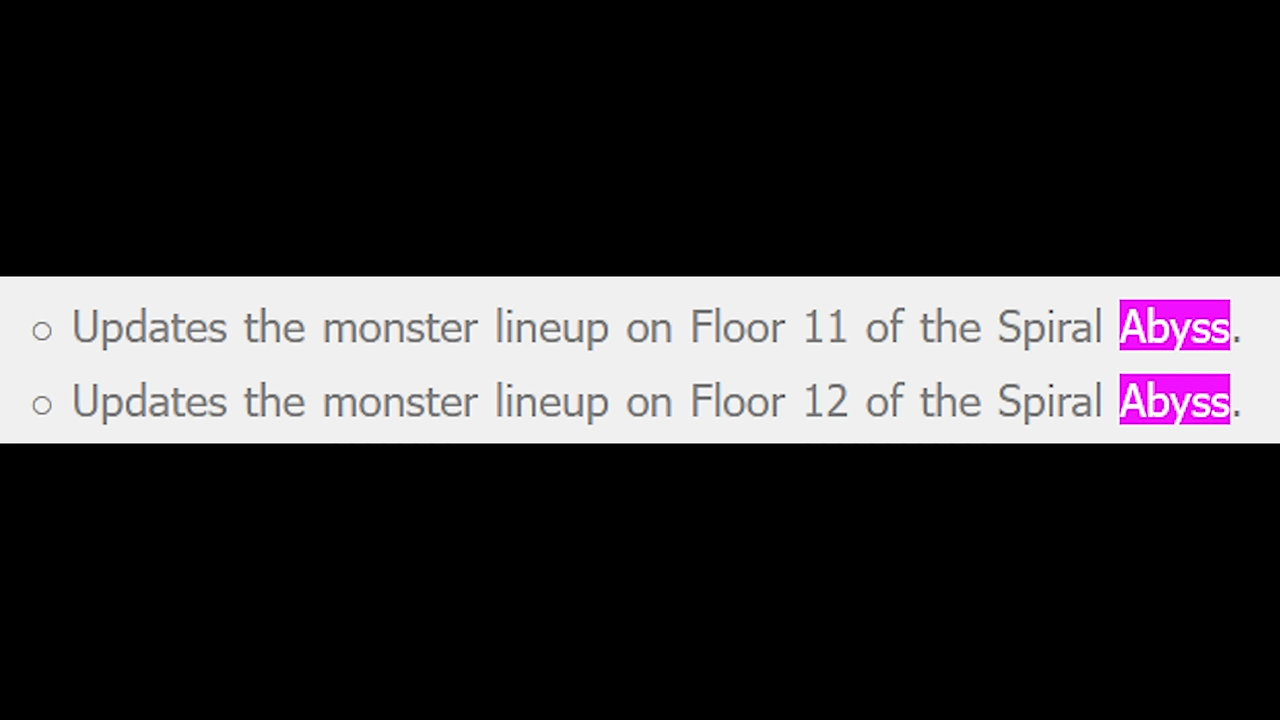 ○ Updates the monster lineup on Floor 11 of the Spiral Abyss.
○ Updates the monster lineup on Floor 12 of the Spiral Abyss.